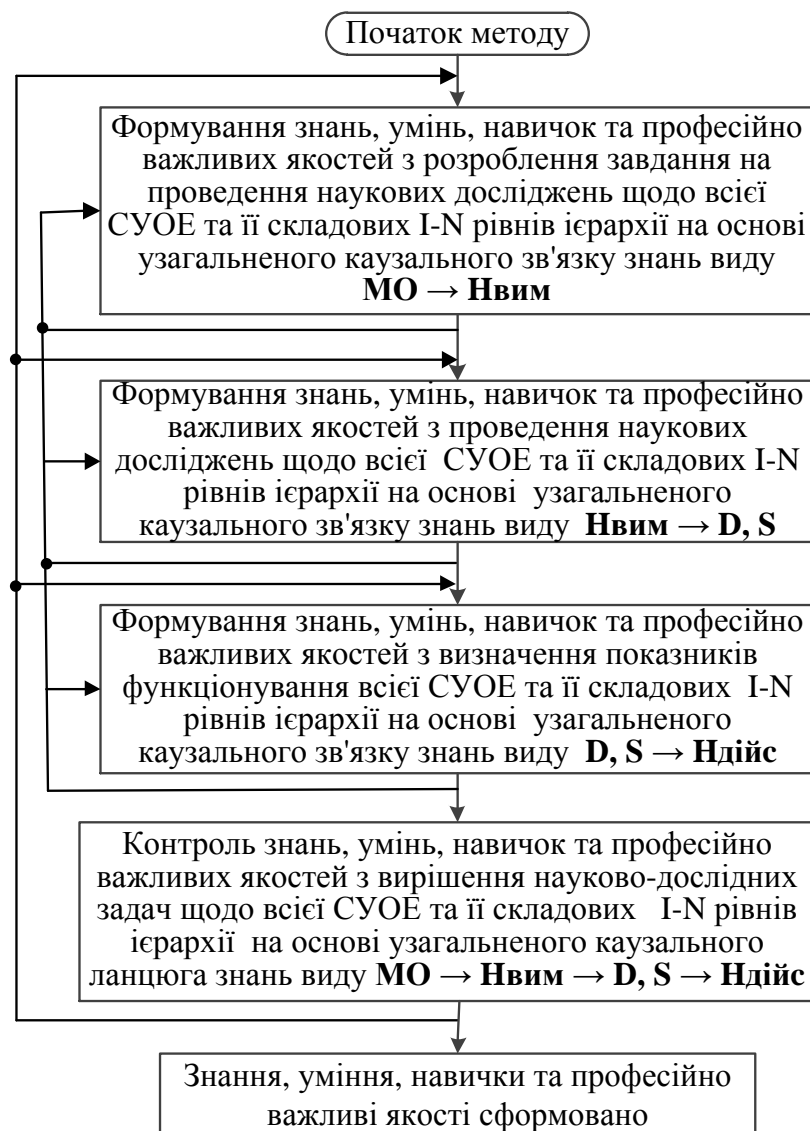 Початок методу
Формування знань, умінь, навичок та професійно
важливих якостей з розроблення завдання на
проведення наукових досліджень щодо всієї
СУОЕ та її складових I-N рівнів ієрархії на основі
узагальненого каузального зв'язку знань виду
МО → Нвим
Формування знань, умінь, навичок та професійно
важливих якостей з проведення наукових
досліджень щодо всієї СУОЕ та її складових I-N
рівнів ієрархії на основі узагальненого
каузального зв'язку знань виду Нвим → D, S
Формування знань, умінь, навичок та професійно
важливих якостей з визначення показників
функціонування всієї СУОЕ та її складових I-N
рівнів ієрархії на основі узагальненого
каузального зв'язку знань виду D, S → Ндійс
Контроль знань, умінь, навичок та професійно
важливих якостей з вирішення науково-дослідних
задач щодо всієї СУОЕ та її складових I-N рівнів
ієрархії на основі узагальненого каузального
ланцюга знань виду МО → Нвим → D, S → Ндійс
Знання, уміння, навички та професійно
важливі якості сформовано